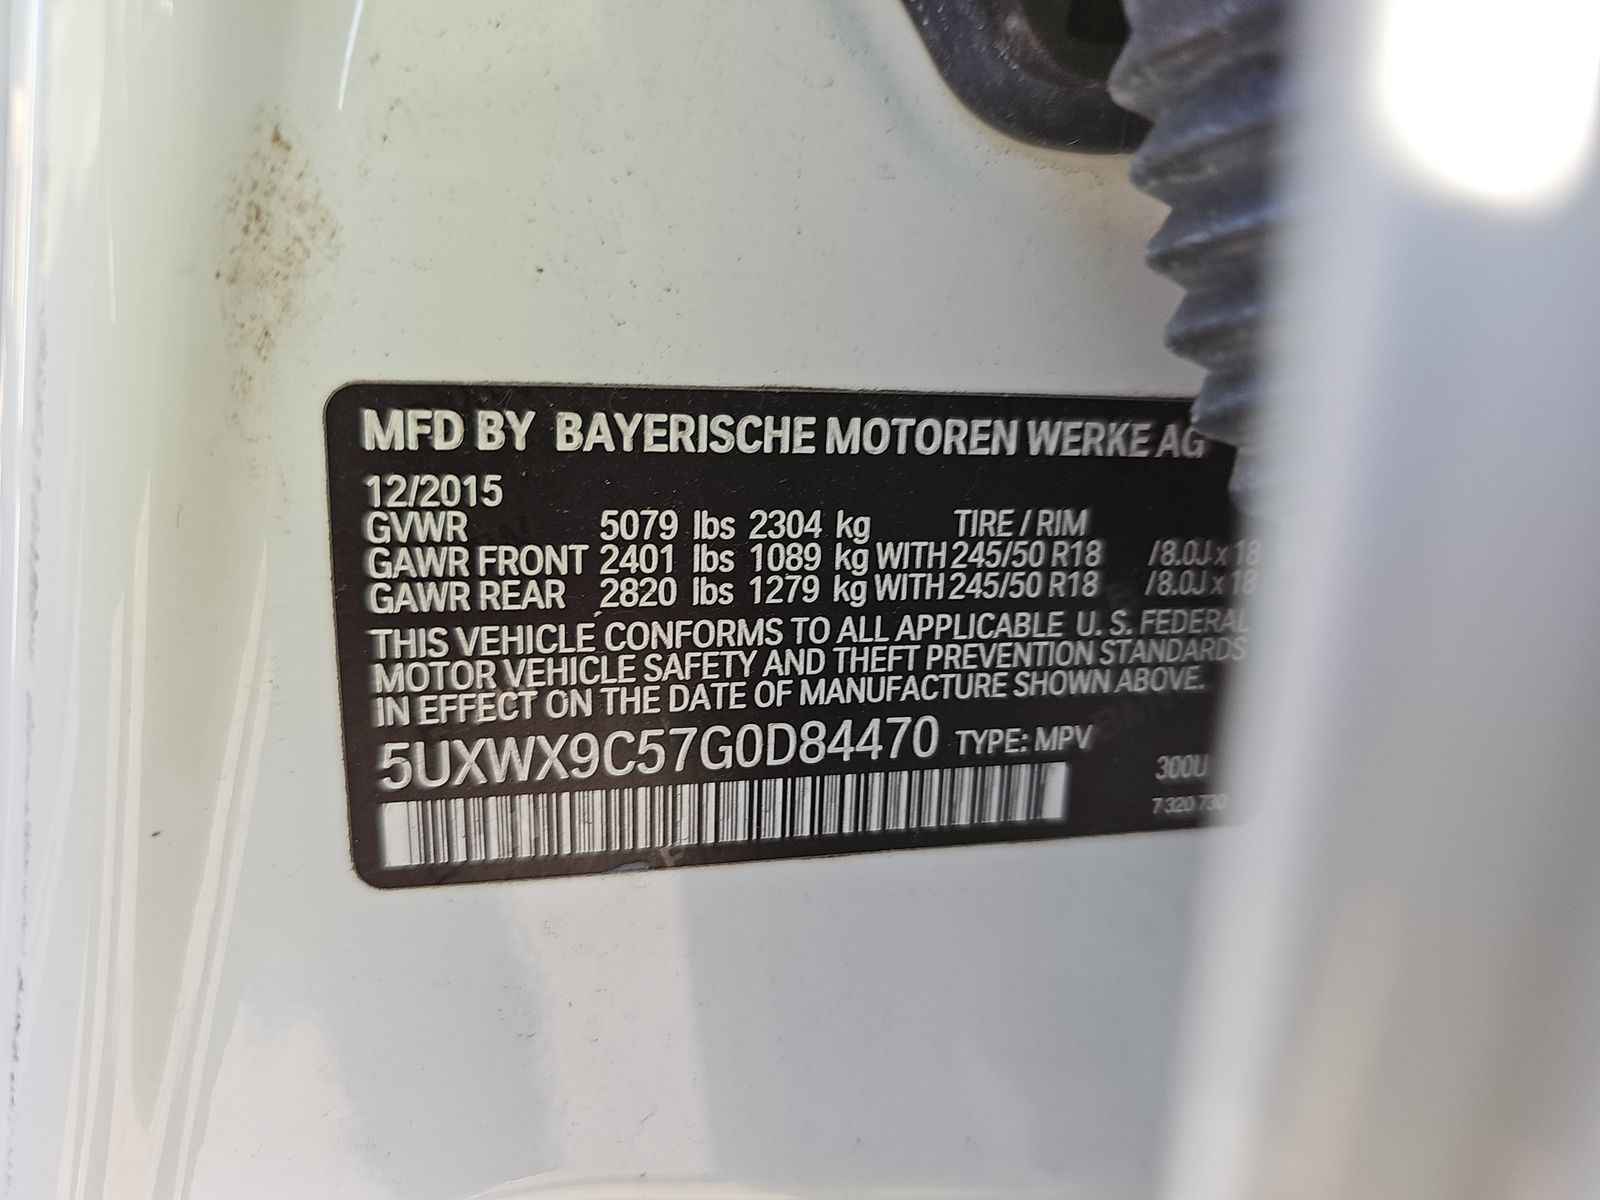 MFD BY BAYERISCHE MOTOREN WERKE AG
12/2015
GVWR 5079 lbs 2304 kg TIRE / RIM
GAWR FRONT 2401 lbs 1089 kg WITH 245/50 R18 /8.0J x 18
GAWR REAR 2820 lbs 1279 kg WITH 245/50 R18 /8.0J x 18
THIS VEHICLE CONFORMS TO ALL APPLICABLE U. S. FEDERAL
MOTOR VEHICLE SAFETY AND THEFT PREVENTION STANDARDS
IN EFFECT ON THE DATE OF MANUFACTURE SHOWN ABOVE.
5UXWX9C57G0D84470 TYPE: MPV
300U
7 320 730